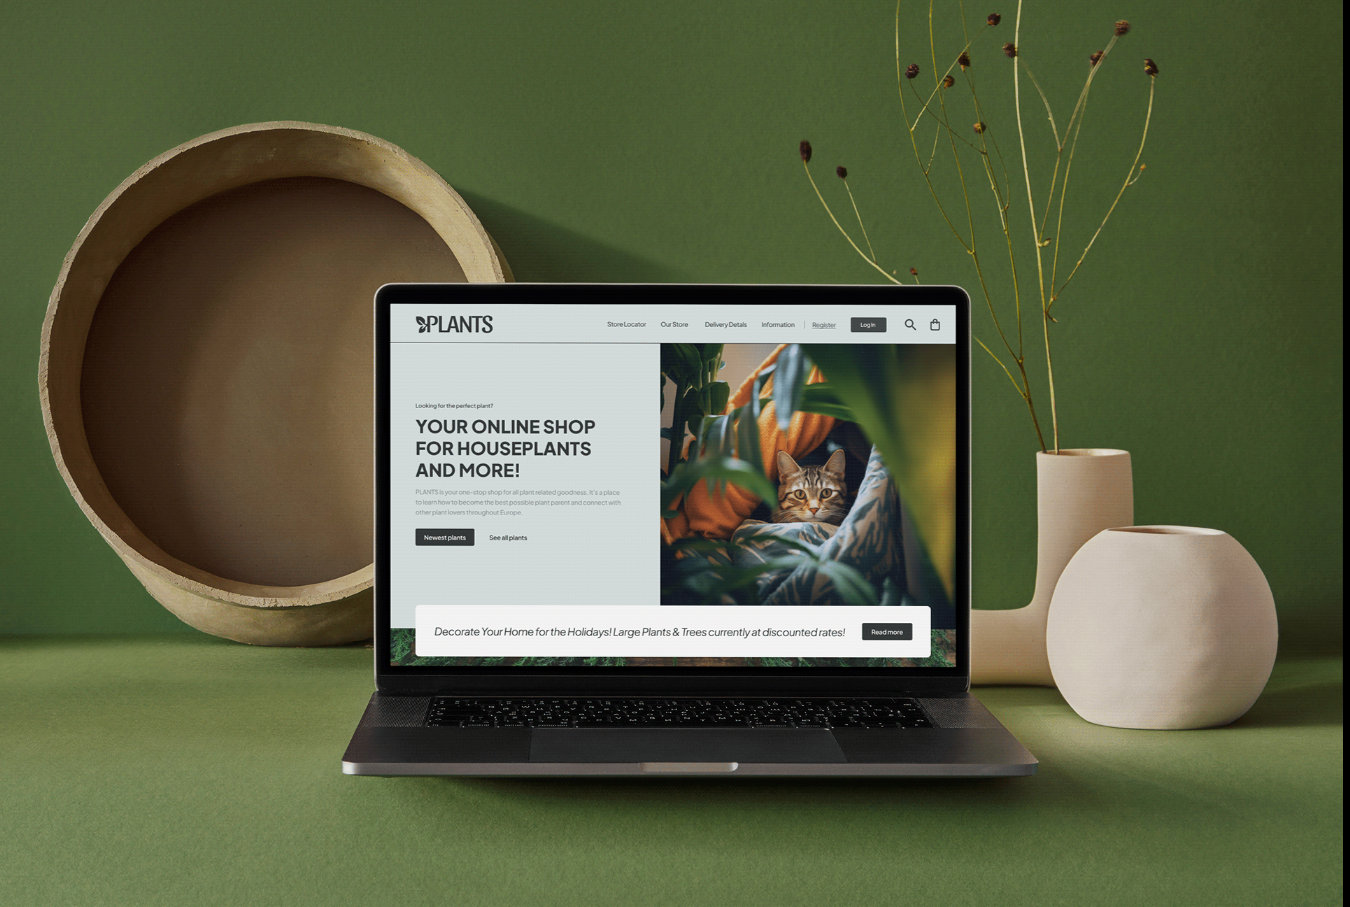 PLANTS
Store Locator Our Store Delivery Detals Information Register Log in
Looking for the perfect plant?
YOUR ONLINE SHOP
FOR HOUSEPLANTS
AND MORE!
PLANTS is your one-stop shop for all plant related goodness. It's a place
to learn how to become the best possible plant parent and connect with
other plant lovers throughout Europe.
Newest plants See all plants
Decorate Your Home for the Holidays! Large Plants & Trees currently at discounted rates! Read more